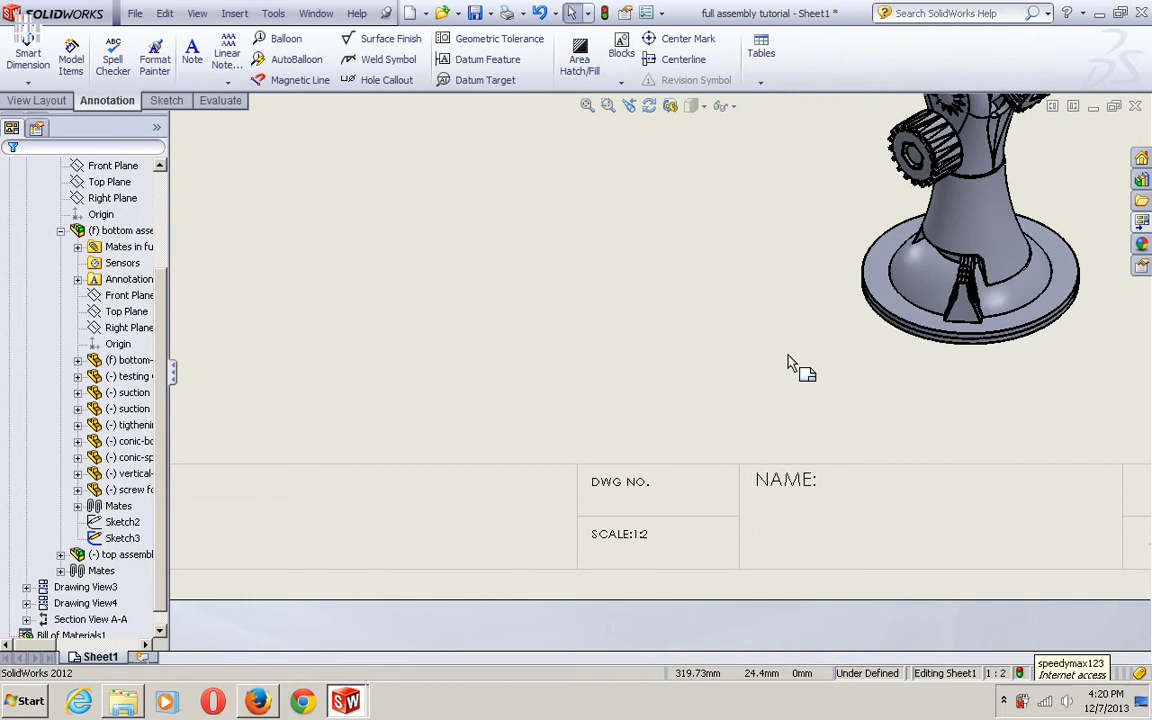 SOLIDWORKS
File Edit View Insert Tools Window Help
full assembly tutorial - Sheet1 *
Search SolidWorks Help
Smart Dimension
Model Items
Spell Checker
Format Painter
Note
Linear Note...
Balloon
AutoBalloon
Magnetic Line
Surface Finish
Weld Symbol
Hole Callout
Geometric Tolerance
Datum Feature
Datum Target
Area Hatch/Fill
Blocks
Center Mark
Centerline
Revision Symbol
Tables
View Layout Annotation Sketch Evaluate
Front Plane
Top Plane
Right Plane
Origin
(f) bottom asse
Mates in fu
Sensors
Annotation
Front Plane
Top Plane
Right Plane
Origin
(f) bottom-
(-) testing
(-) suction
(-) suction
(-) tigthenin
(-) conic-bo
(-) conic-sp
(-) vertical-
(-) screw fo
Mates
Sketch2
Sketch3
(-) top assembl
Mates
Drawing View3
Drawing View4
Section View A-A
Bill of Materials1
DWG NO.
SCALE:1:2
NAME:
Sheet1
SolidWorks 2012
319.73mm 24.4mm 0mm Under Defined Editing Sheet1 1 : 2
speedymax123
Internet access
Start
4:20 PM
12/7/2013